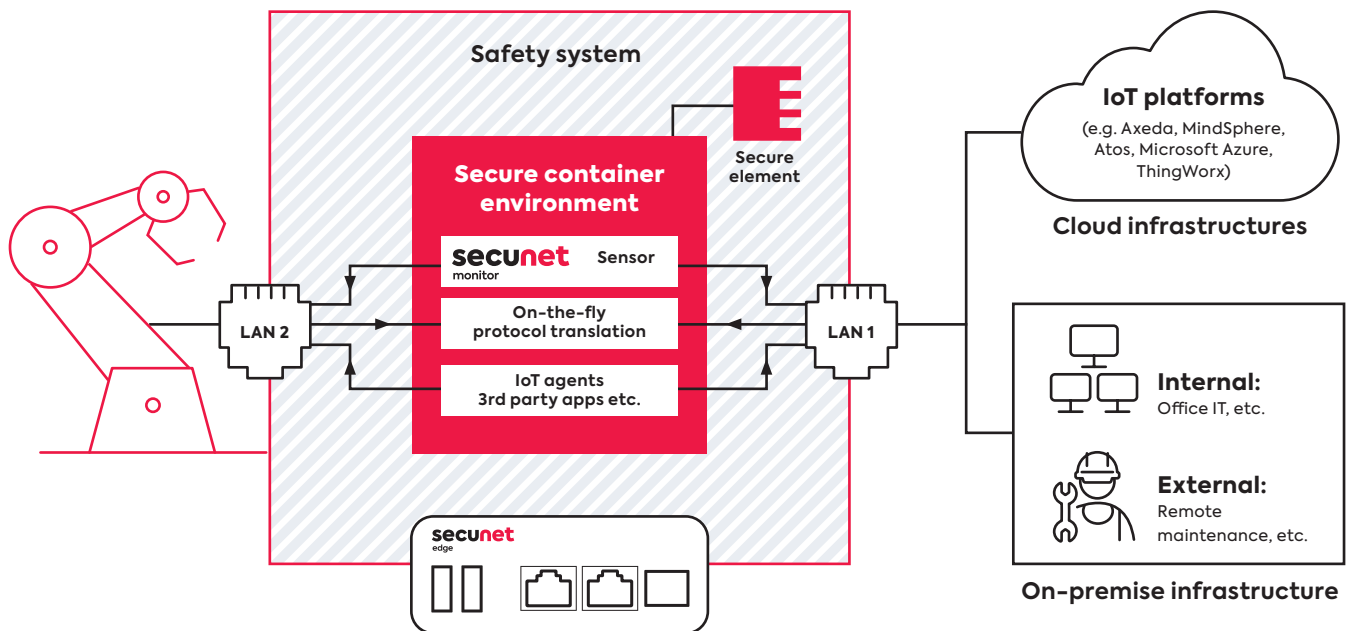 Safety system
Secure
element
Secure container
environment
secunet
monitor
Sensor
On-the-fly
protocol translation
IoT agents
3rd party apps etc.
LAN 2
LAN 1
IoT platforms
(e.g. Axeda, MindSphere,
Atos, Microsoft Azure,
ThingWorx)
Cloud infrastructures
Internal:
Office IT, etc.
External:
Remote
maintenance, etc.
On-premise infrastructure
secunet
edge